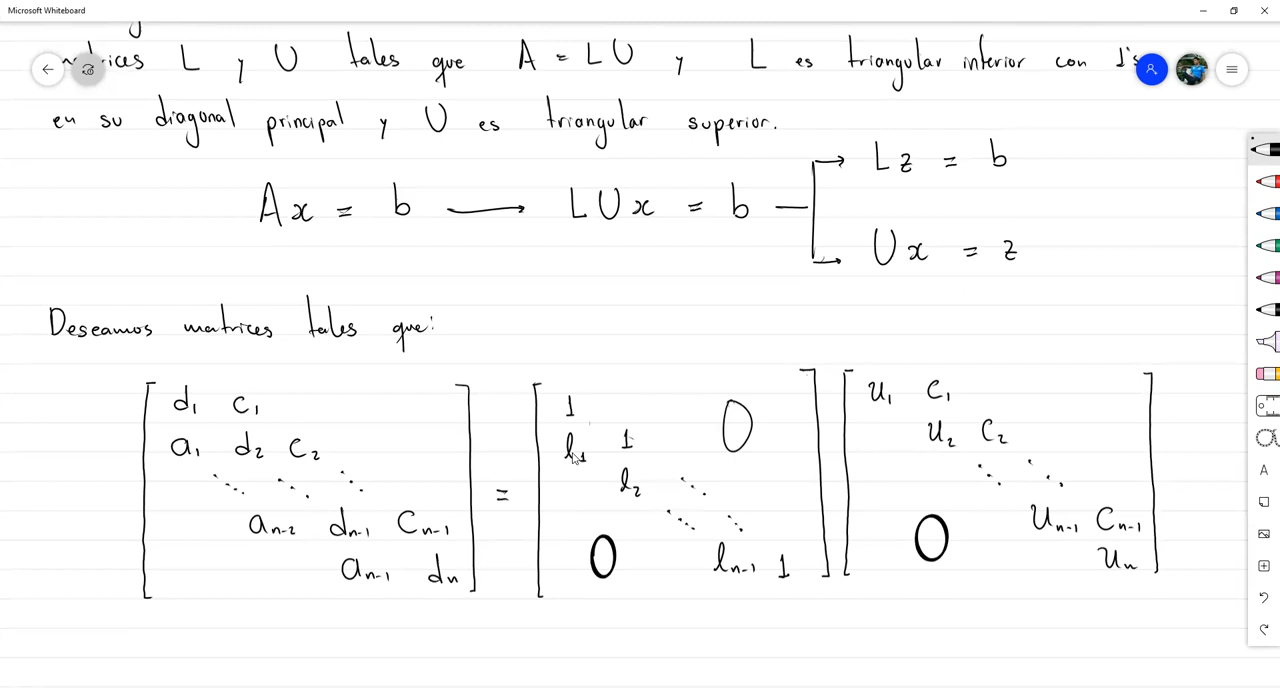 Microsoft Whiteboard
L y U tales que A = LU y L es triangular inferior con 1's
en su diagonal principal y U es triangular superior.
Lz = b
Ax = b → LUx = b
Ux = z
Deseamos matrices tales que:
d₁ c₁ 1 0 u₁ c₁
a₁ d₂ c₂ l₁ 1 u₂ c₂
⋱ ⋱ ⋱ = l₂ ⋱ ⋱ ⋱
aₙ₋₂ dₙ₋₁ cₙ₋₁ ⋱ ⋱ 0 uₙ₋₁ cₙ₋₁
aₙ₋₁ dₙ 0 lₙ₋₁ 1 uₙ
A